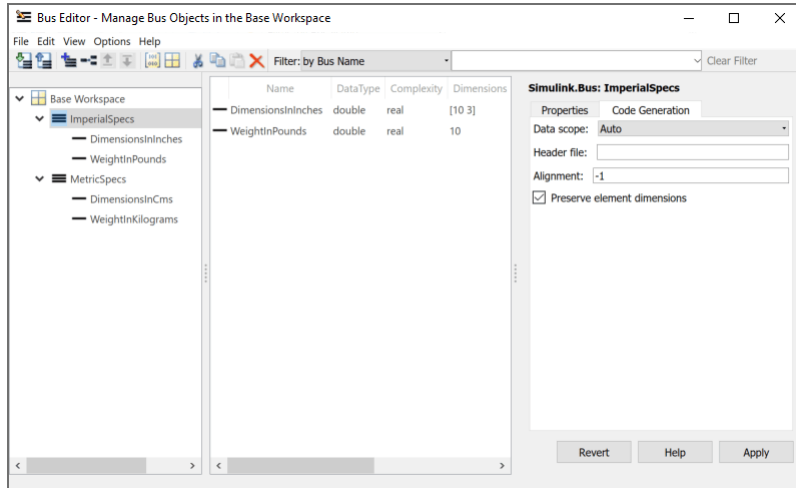 Bus Editor - Manage Bus Objects in the Base Workspace
File Edit View Options Help
Filter: by Bus Name Clear Filter
Base Workspace
ImperialSpecs
DimensionsInInches
WeightInPounds
MetricSpecs
DimensionsInCms
WeightInKilograms
Name DataType Complexity Dimensions
DimensionsInInches double real [10 3]
WeightInPounds double real 10
Simulink.Bus: ImperialSpecs
Properties Code Generation
Data scope: Auto
Header file:
Alignment: -1
Preserve element dimensions
Revert Help Apply